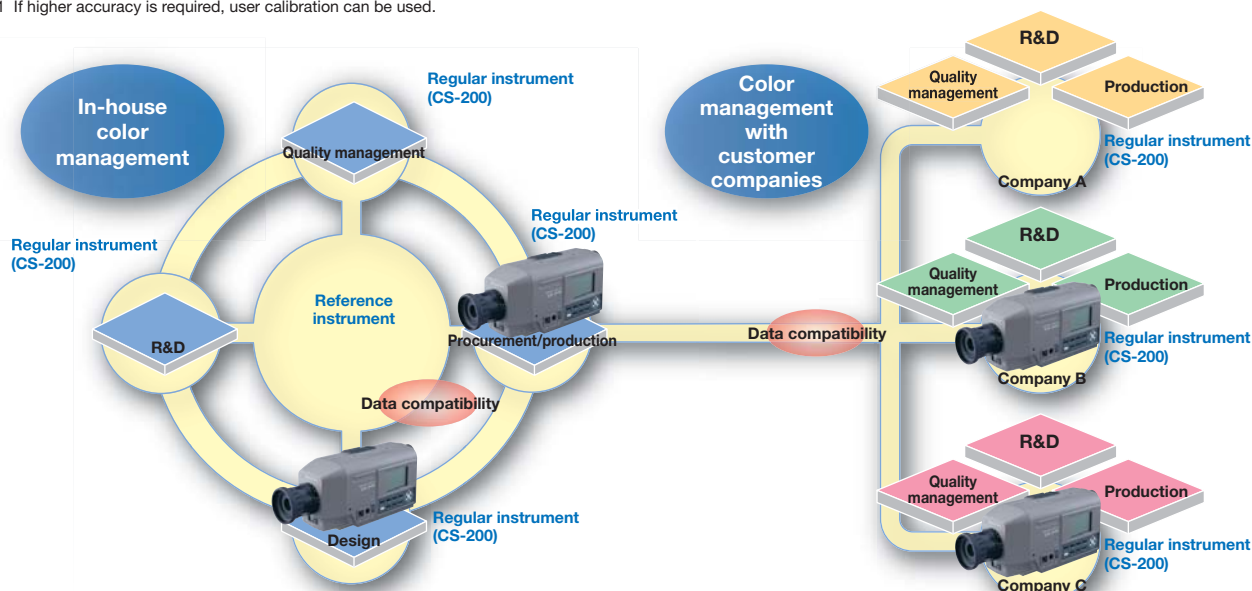 1 If higher accuracy is required, user calibration can be used.
In-house
color
management
Regular instrument
(CS-200)
Quality management
Regular instrument
(CS-200)
Regular instrument
(CS-200)
Reference
instrument
R&D
Procurement/production
Data compatibility
Design
Regular instrument
(CS-200)
Data compatibility
Color
management
with
customer
companies
R&D
Quality
management
Production
Regular instrument
(CS-200)
Company A
R&D
Quality
management
Production
Regular instrument
(CS-200)
Company B
R&D
Quality
management
Production
Regular instrument
(CS-200)
Company C